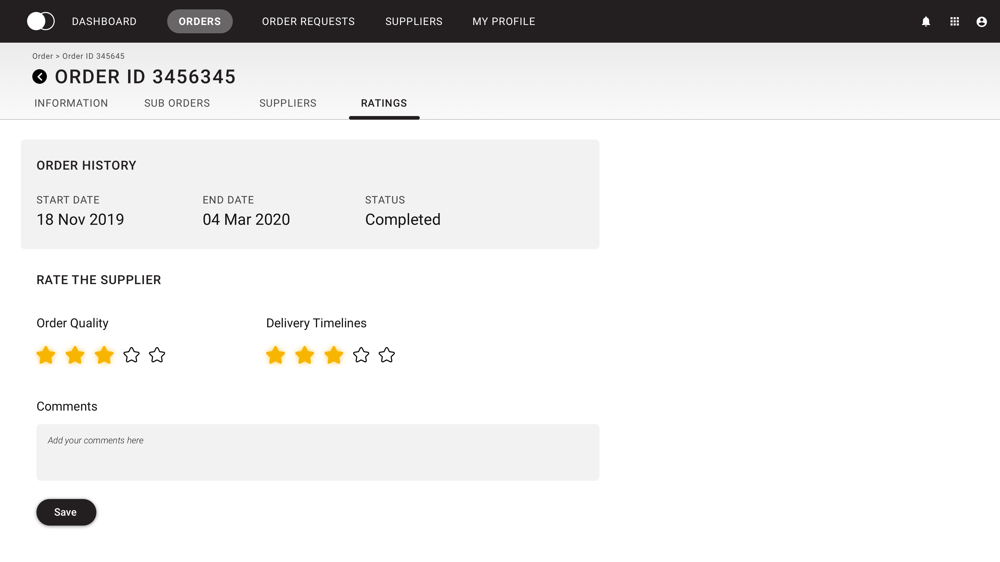 DASHBOARD ORDERS ORDER REQUESTS SUPPLIERS MY PROFILE
Order > Order ID 345645
ORDER ID 3456345
INFORMATION SUB ORDERS SUPPLIERS RATINGS
ORDER HISTORY
START DATE END DATE STATUS
18 Nov 2019 04 Mar 2020 Completed
RATE THE SUPPLIER
Order Quality Delivery Timelines
Comments
Add your comments here
Save